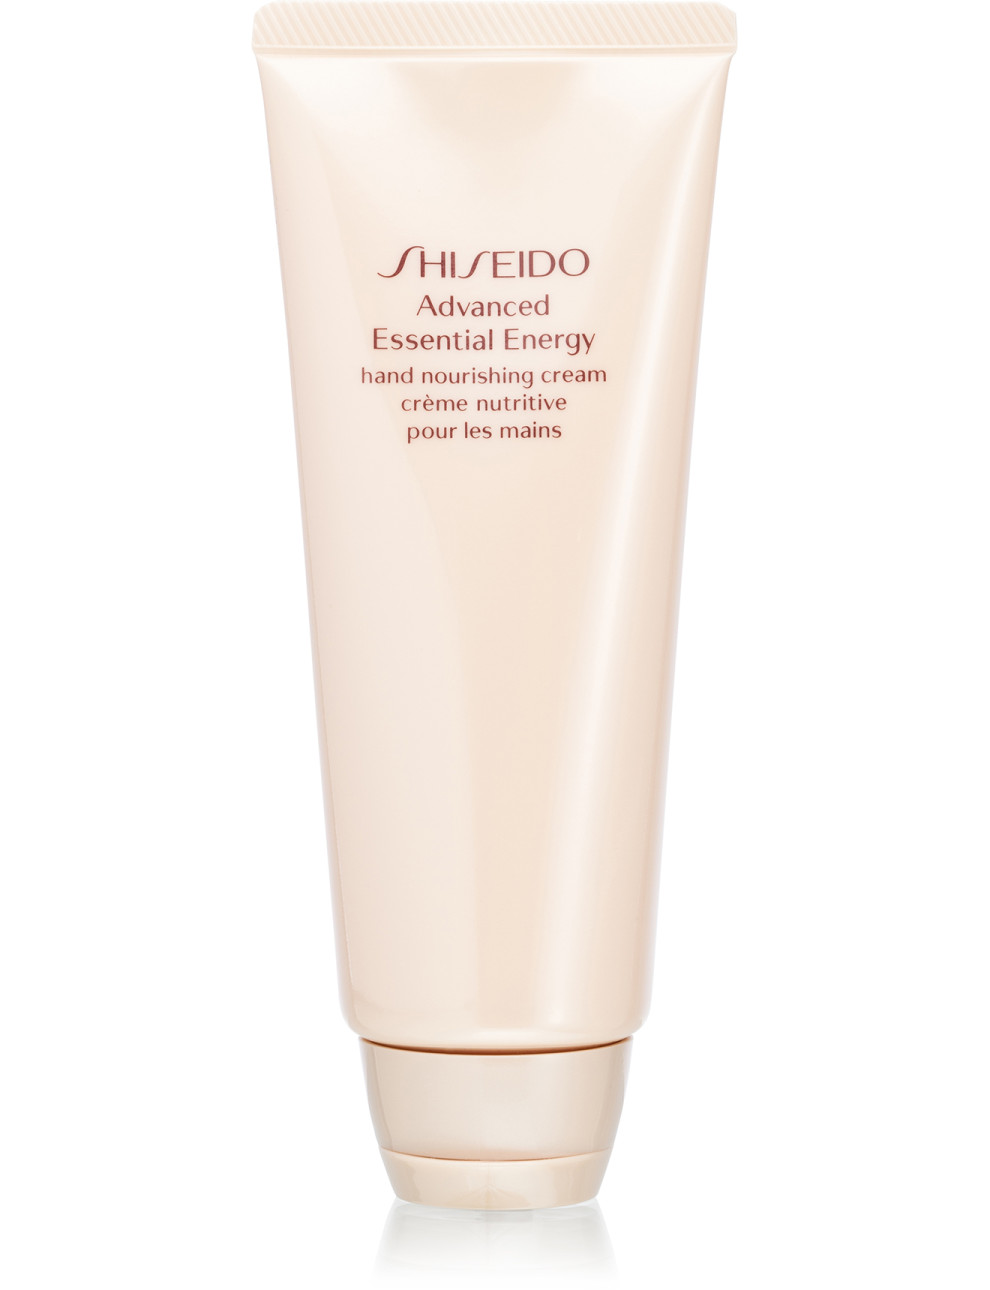 SHISEIDO
Advanced
Essential Energy
hand nourishing cream
crème nutritive
pour les mains